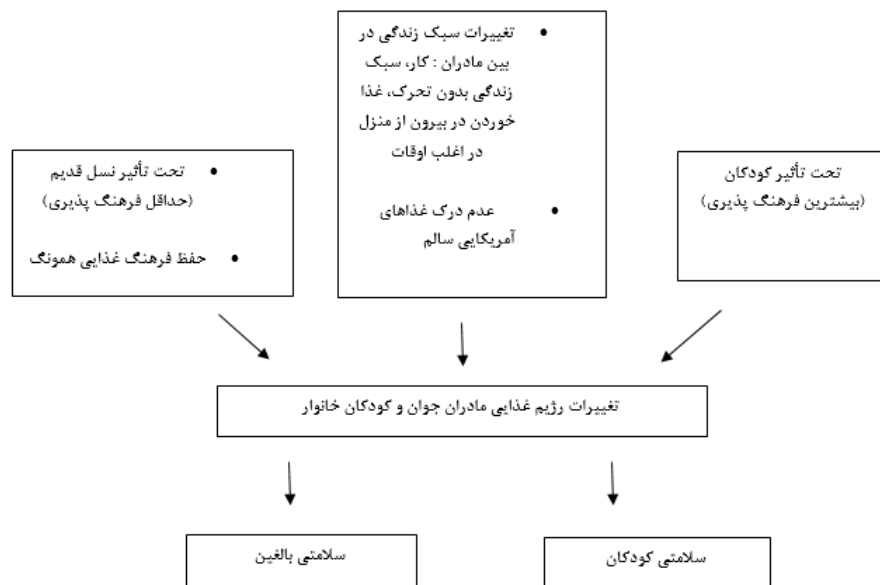 تحت تأثیر کودکان
(بیشترین فرهنگ پذیری)
• تغییرات سبک زندگی در
بین مادران : کار، سبک
زندگی بدون تحرک، غذا
خوردن در بیرون از منزل
در اغلب اوقات
• عدم درک غذاهای
آمریکایی سالم
• تحت تأثیر نسل قدیم
(حداقل فرهنگ پذیری)
• حفظ فرهنگ غذایی همونگ
تغییرات رژیم غذایی مادران جوان و کودکان خانوار
سلامتی کودکان
سلامتی بالغین